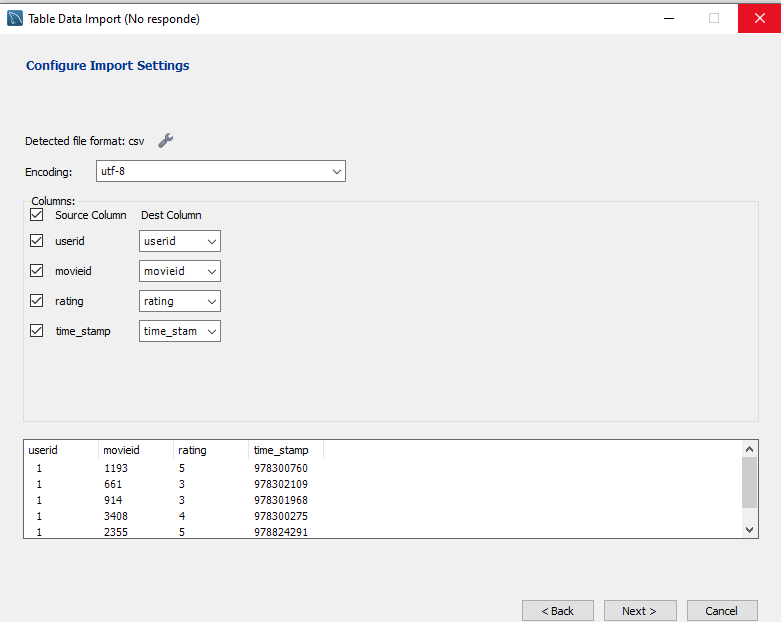 Table Data Import (No responde)
Configure Import Settings
Detected file format: csv
Encoding: utf-8
Columns:
Source Column Dest Column
userid userid
movieid movieid
rating rating
time_stamp time_stam
userid movieid rating time_stamp
1 1193 5 978300760
1 661 3 978302109
1 914 3 978301968
1 3408 4 978300275
1 2355 5 978824291
< Back Next > Cancel